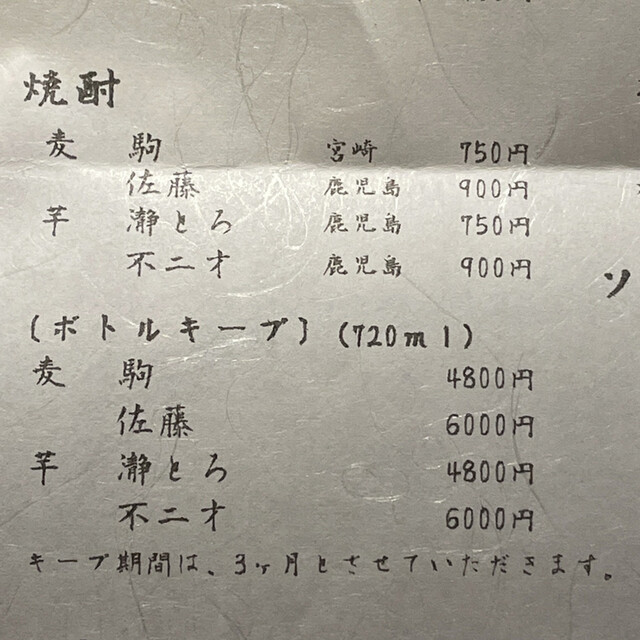 焼酎
麦 駒 宮崎 750円
佐藤 鹿児島 900円
芋 瀞とろ 鹿児島 750円
不二才 鹿児島 900円
ソ
(ボトルキープ) (720ml)
麦 駒 4800円
佐藤 6000円
芋 瀞とろ 4800円
不二才 6000円
キープ期間は、3ヶ月とさせていただきます。